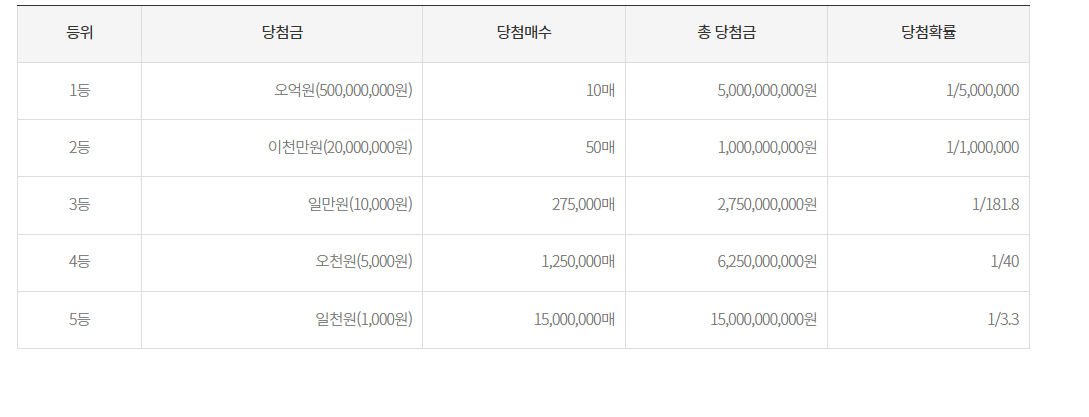 등위 당첨금 당첨매수 총 당첨금 당첨확률
1등 오억원(500,000,000원) 10매 5,000,000,000원 1/5,000,000
2등 이천만원(20,000,000원) 50매 1,000,000,000원 1/1,000,000
3등 일만원(10,000원) 275,000매 2,750,000,000원 1/181.8
4등 오천원(5,000원) 1,250,000매 6,250,000,000원 1/40
5등 일천원(1,000원) 15,000,000매 15,000,000,000원 1/3.3